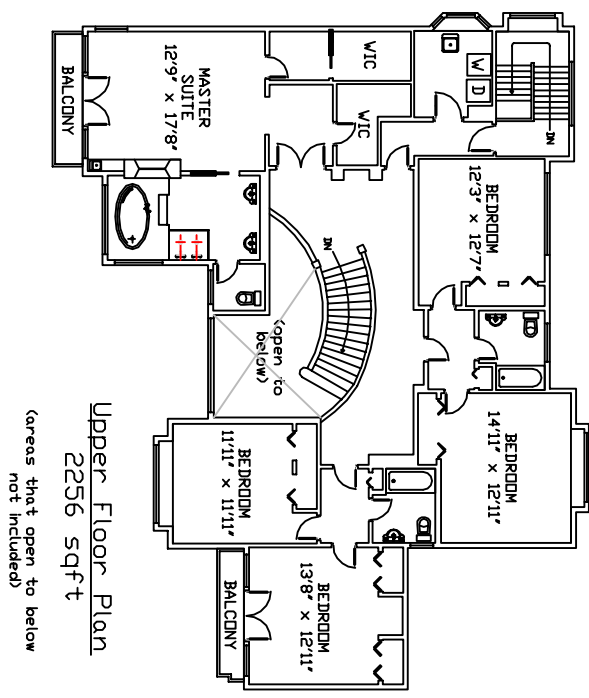 BALCONY
MASTER
SUITE
12'9" x 17'8"
WIC
WIC
W
D
DN
BEDROOM
12'3" x 12'7"
DN
(open to
below)
BEDROOM
14'11" x 12'11"
BEDROOM
11'11" x 11'11"
BEDROOM
13'8" x 12'11"
BALCONY
Upper Floor Plan
2256 sqft
(areas that open to below
not included)